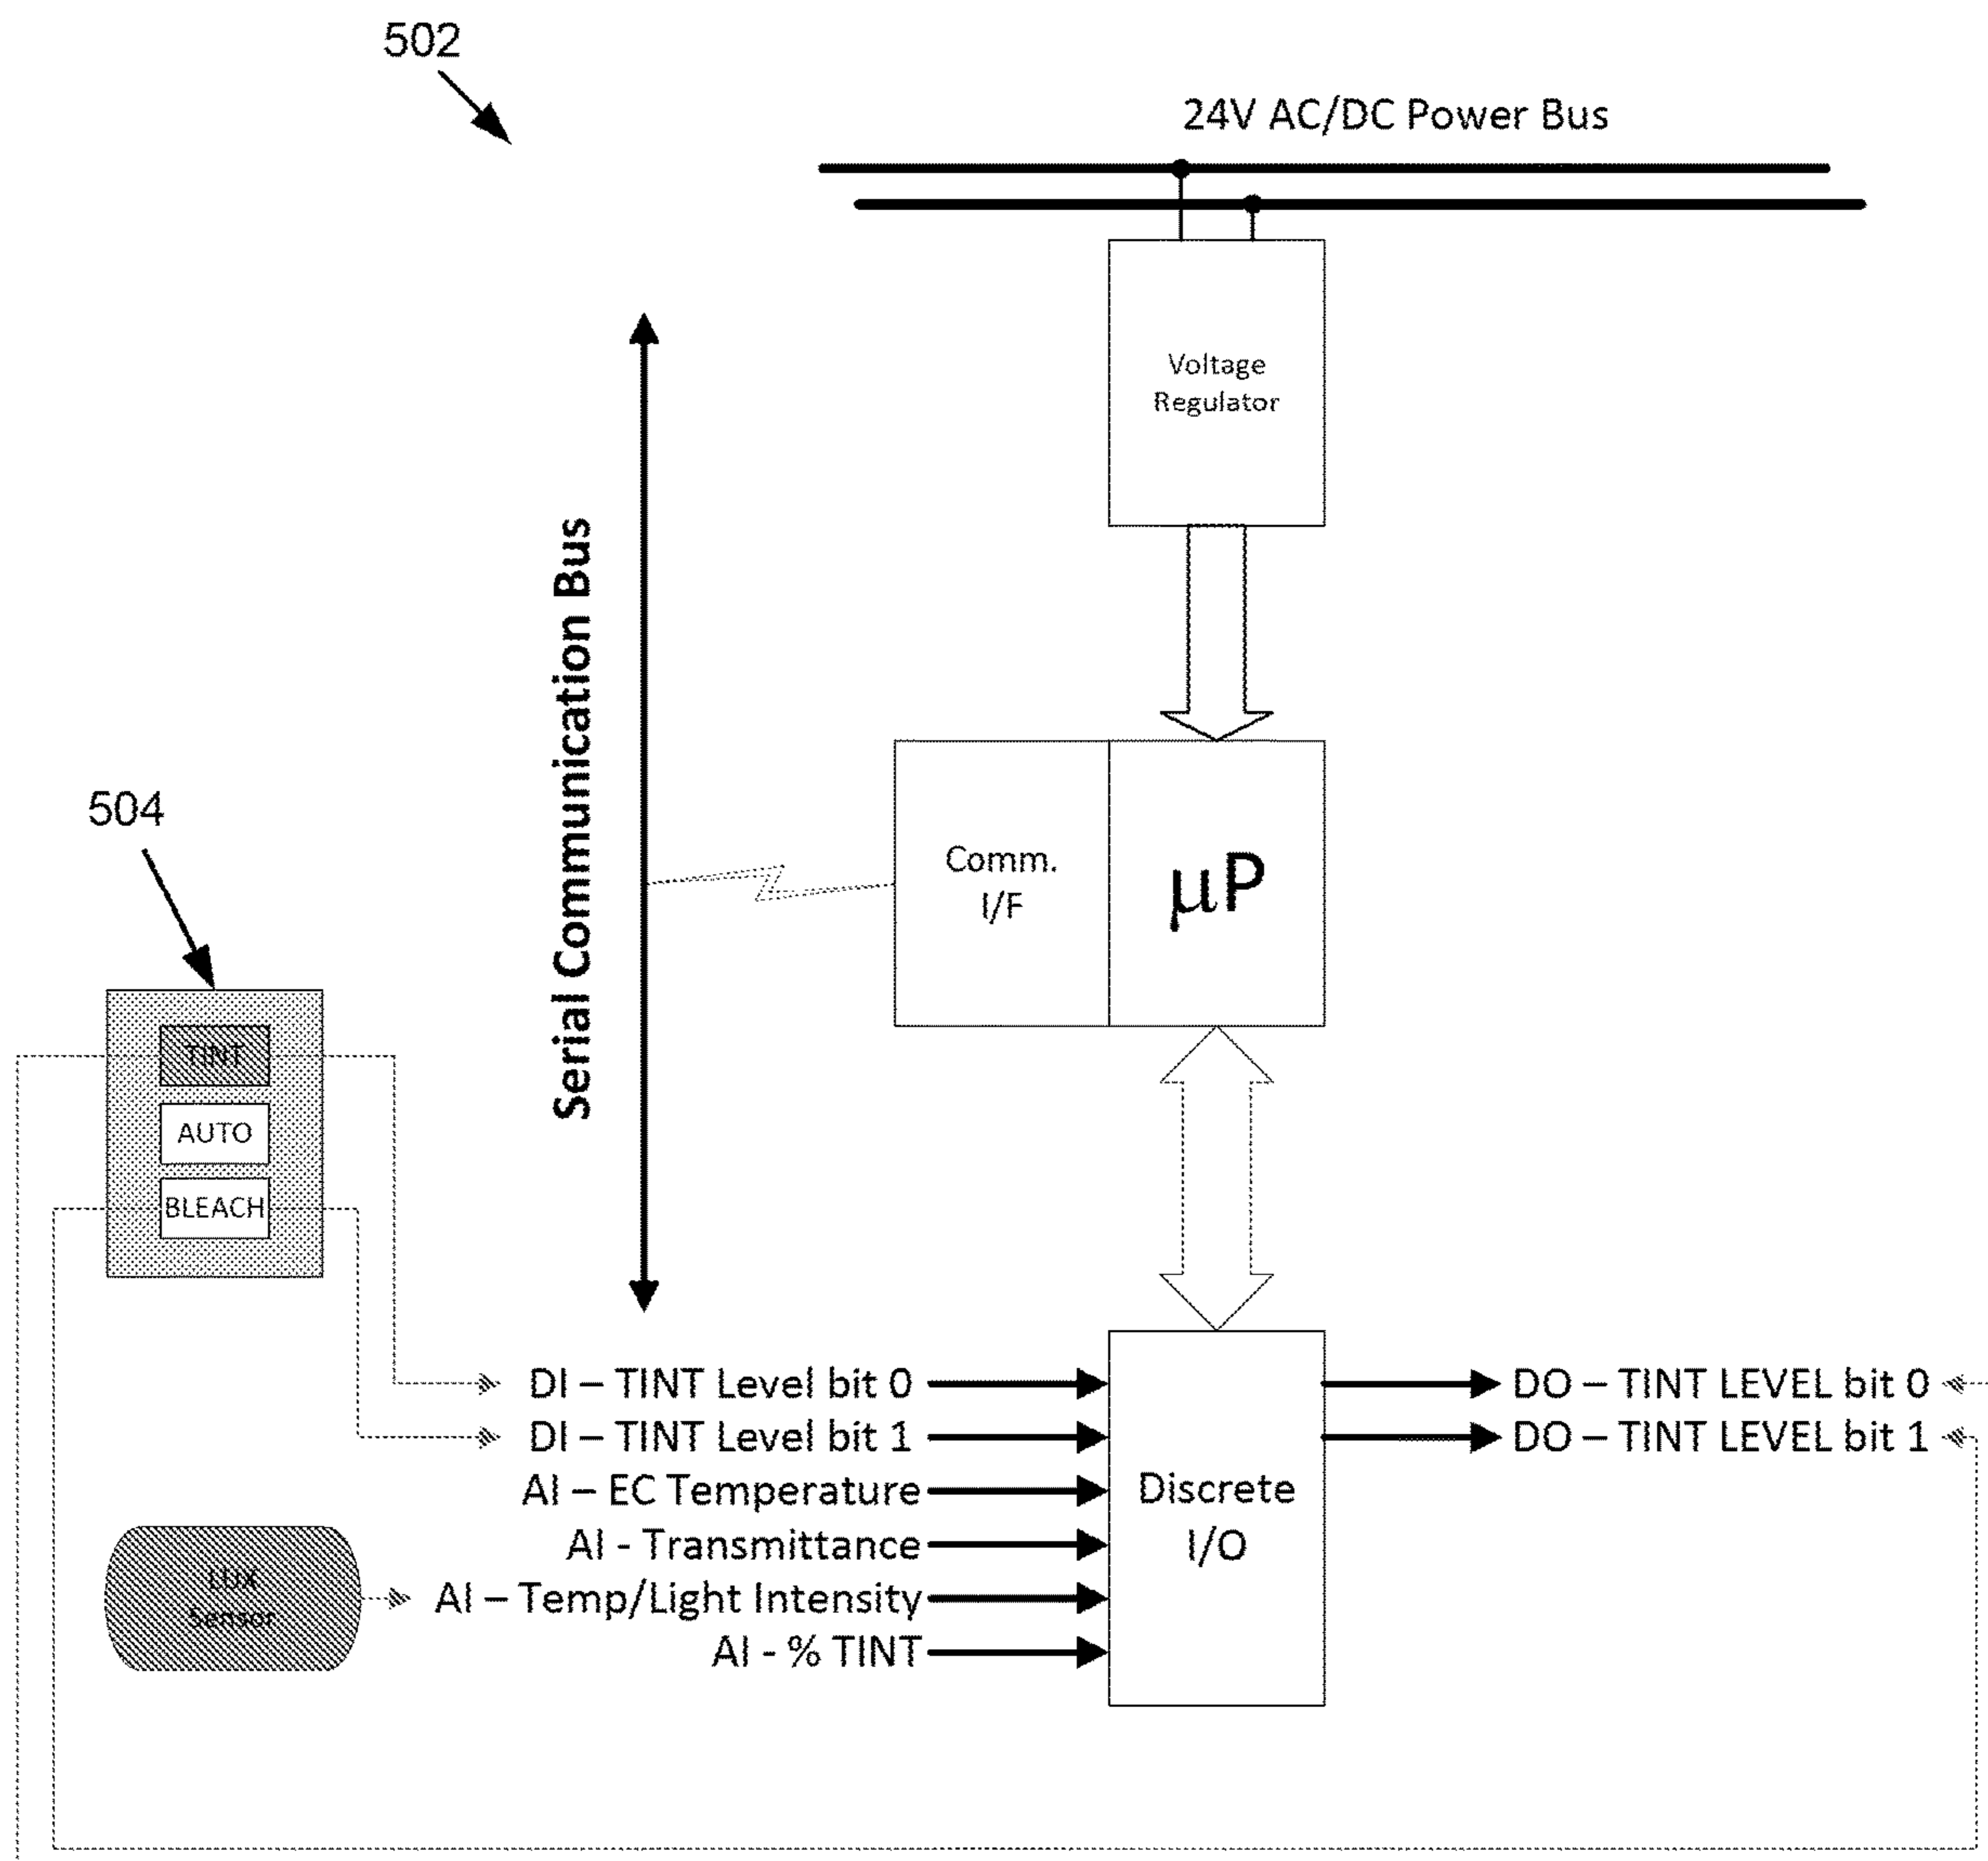 502
24V AC/DC Power Bus
Voltage
Regulator
Serial Communication Bus
504
Comm.
I/F
µP
TINT
AUTO
BLEACH
DI – TINT Level bit 0
DI – TINT Level bit 1
AI – EC Temperature
AI - Transmittance
AI – Temp/Light Intensity
AI - % TINT
LUX
Sensor
Discrete
I/O
DO – TINT LEVEL bit 0
DO – TINT LEVEL bit 1